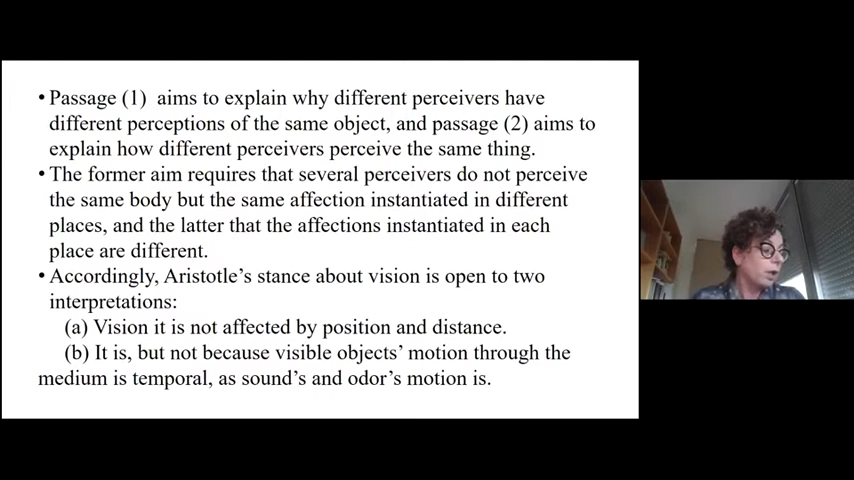 • Passage (1) aims to explain why different perceivers have
different perceptions of the same object, and passage (2) aims to
explain how different perceivers perceive the same thing.
• The former aim requires that several perceivers do not perceive
the same body but the same affection instantiated in different
places, and the latter that the affections instantiated in each
place are different.
• Accordingly, Aristotle's stance about vision is open to two
interpretations:
(a) Vision it is not affected by position and distance.
(b) It is, but not because visible objects' motion through the
medium is temporal, as sound's and odor's motion is.